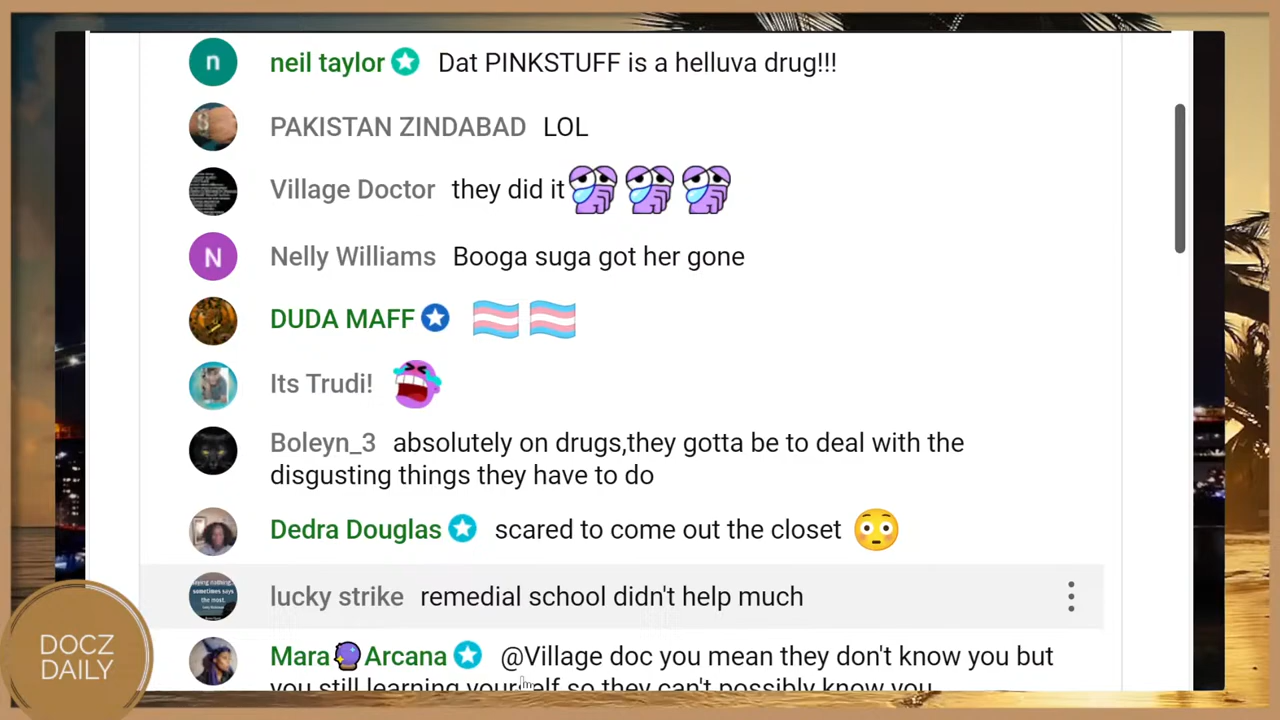 n neil taylor Dat PINKSTUFF is a helluva drug!!!
PAKISTAN ZINDABAD LOL
Village Doctor they did it
N Nelly Williams Booga suga got her gone
DUDA MAFF
Its Trudi!
Boleyn_3 absolutely on drugs,they gotta be to deal with the
disgusting things they have to do
Dedra Douglas scared to come out the closet 😳
lucky strike remedial school didn't help much
Mara🔮Arcana @Village doc you mean they don't know you but
you still learning yourself so they can't possibly know you
DOCZ
DAILY